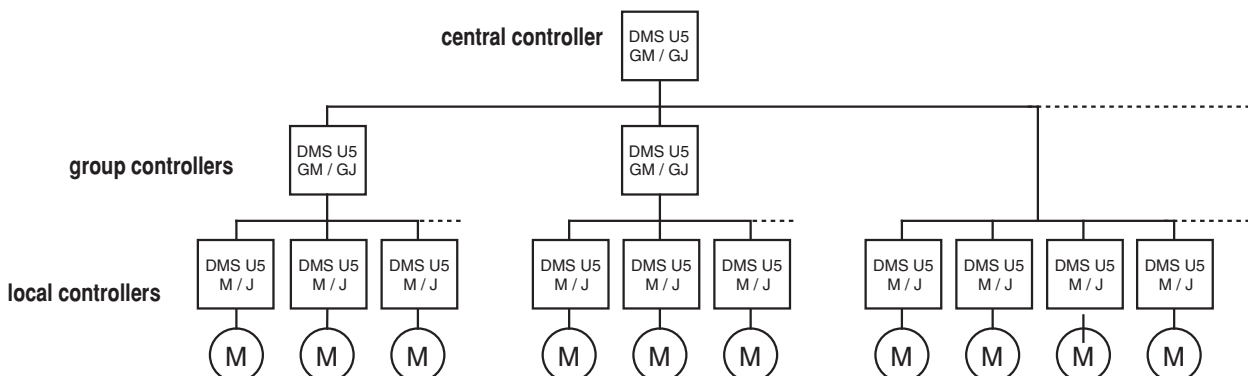 central controller
DMS U5
GM / GJ
group controllers
DMS U5
GM / GJ
DMS U5
GM / GJ
local controllers
DMS U5
M / J
DMS U5
M / J
DMS U5
M / J
DMS U5
M / J
DMS U5
M / J
DMS U5
M / J
DMS U5
M / J
DMS U5
M / J
DMS U5
M / J
DMS U5
M / J
M
M
M
M
M
M
M
M
M
M